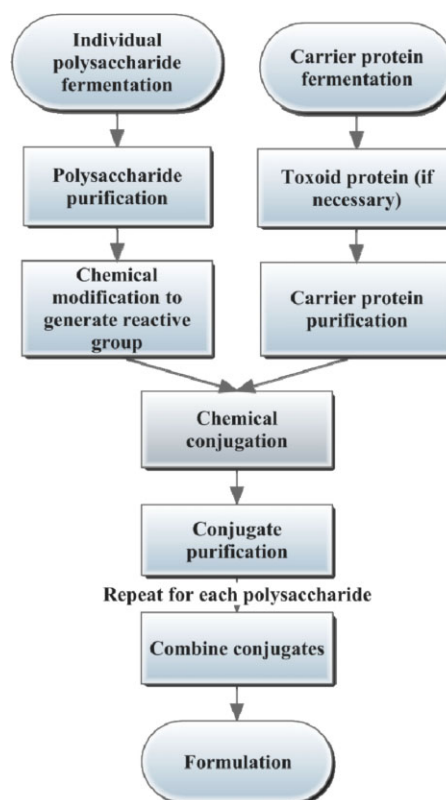 Individual
polysaccharide
fermentation
Carrier protein
fermentation
Polysaccharide
purification
Toxoid protein (if
necessary)
Chemical
modification to
generate reactive
group
Carrier protein
purification
Chemical
conjugation
Conjugate
purification
Repeat for each polysaccharide
Combine conjugates
Formulation